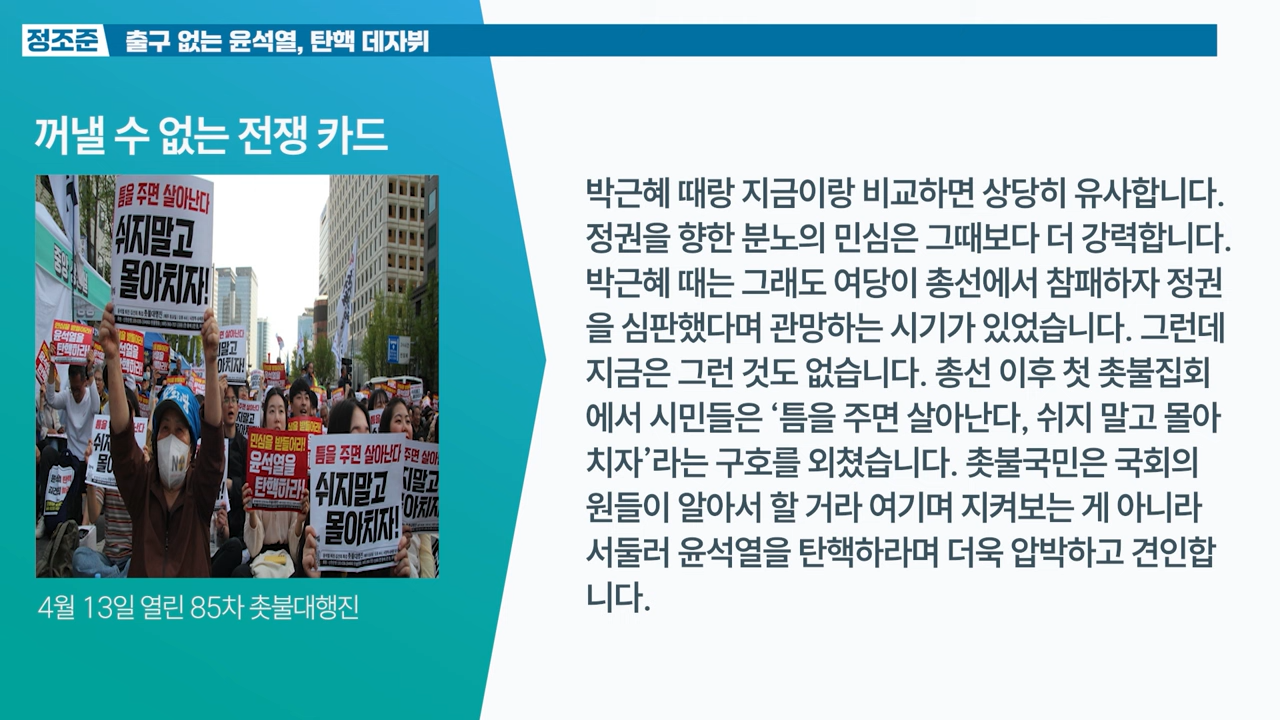 정조준
출구 없는 윤석열, 탄핵 데자뷔
꺼낼 수 없는 전쟁 카드
틈을 주면 살아난다
쉬지말고
몰아치자!
민심을 받들어라!
윤석열을
탄핵하라!
틈을 주면 살아난다
쉬지말고
몰아치자!
4월 13일 열린 85차 촛불대행진
박근혜 때랑 지금이랑 비교하면 상당히 유사합니다.
정권을 향한 분노의 민심은 그때보다 더 강력합니다.
박근혜 때는 그래도 여당이 총선에서 참패하자 정권
을 심판했다며 관망하는 시기가 있었습니다. 그런데
지금은 그런 것도 없습니다. 총선 이후 첫 촛불집회
에서 시민들은 ‘틈을 주면 살아난다, 쉬지 말고 몰아
치자’라는 구호를 외쳤습니다. 촛불국민은 국회의
원들이 알아서 할 거라 여기며 지켜보는 게 아니라
서둘러 윤석열을 탄핵하라며 더욱 압박하고 견인합
니다.